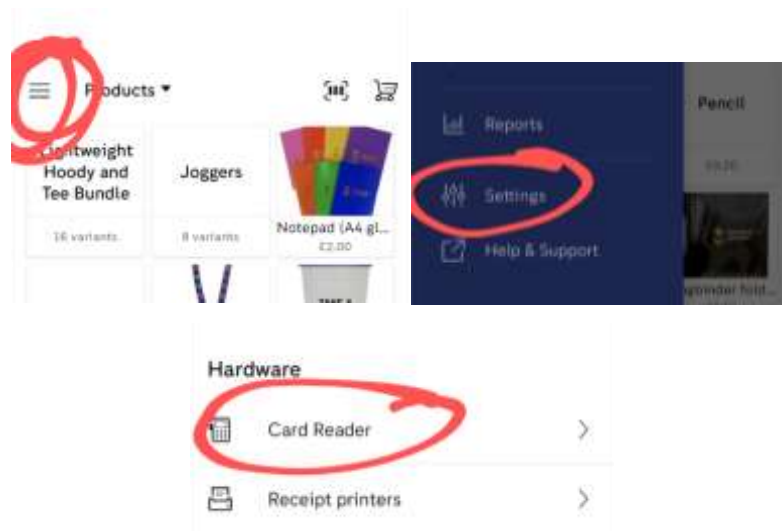 Products
Lightweight
Hoody and
Tee Bundle
16 variants
Joggers
8 variants
Notepad (A4 gl...
£2.00
TAKE A
Reports
Settings
Help & Support
Pencil
Hardware
Card Reader
Receipt printers